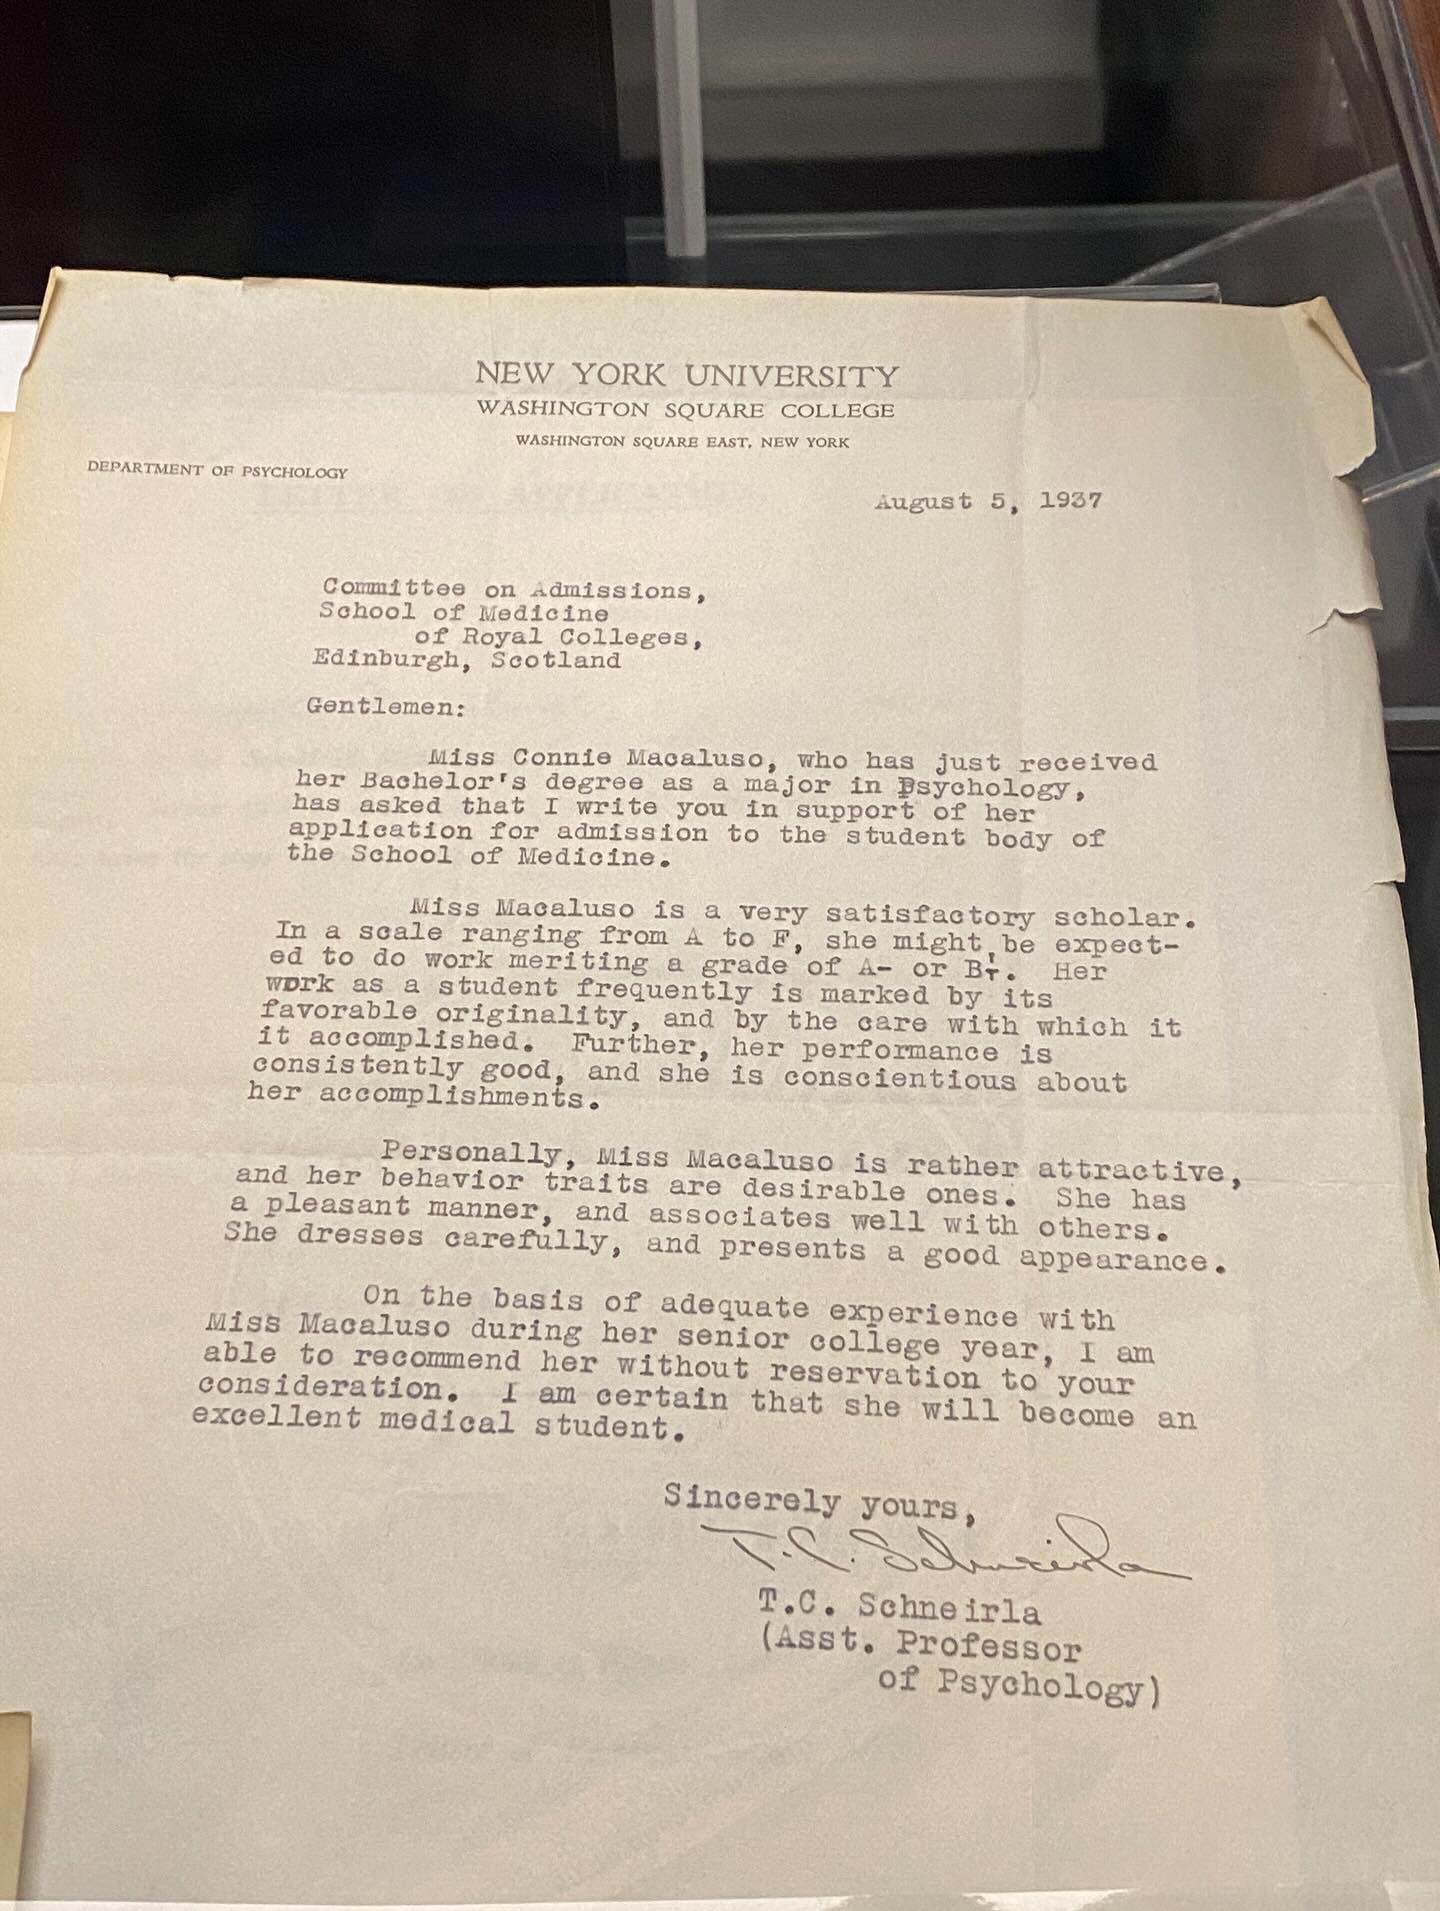 NEW YORK UNIVERSITY
WASHINGTON SQUARE COLLEGE
WASHINGTON SQUARE EAST, NEW YORK
DEPARTMENT OF PSYCHOLOGY
August 5, 1937
Committee on Admissions,
School of Medicine
of Royal Colleges,
Edinburgh, Scotland
Gentlemen:
Miss Connie Macaluso, who has just received
her Bachelor's degree as a major in Psychology,
has asked that I write you in support of her
application for admission to the student body of
the School of Medicine.
Miss Macaluso is a very satisfactory scholar.
In a scale ranging from A to F, she might be expect-
ed to do work meriting a grade of A- or B+. Her
work as a student frequently is marked by its
favorable originality, and by the care with which it
it accomplished. Further, her performance is
consistently good, and she is conscientious about
her accomplishments.
Personally, Miss Macaluso is rather attractive,
and her behavior traits are desirable ones. She has
a pleasant manner, and associates well with others.
She dresses carefully, and presents a good appearance.
On the basis of adequate experience with
Miss Macaluso during her senior college year, I am
able to recommend her without reservation to your
consideration. I am certain that she will become an
excellent medical student.
Sincerely yours,
T.C. Schneirla
T.C. Schneirla
(Asst. Professor
of Psychology)